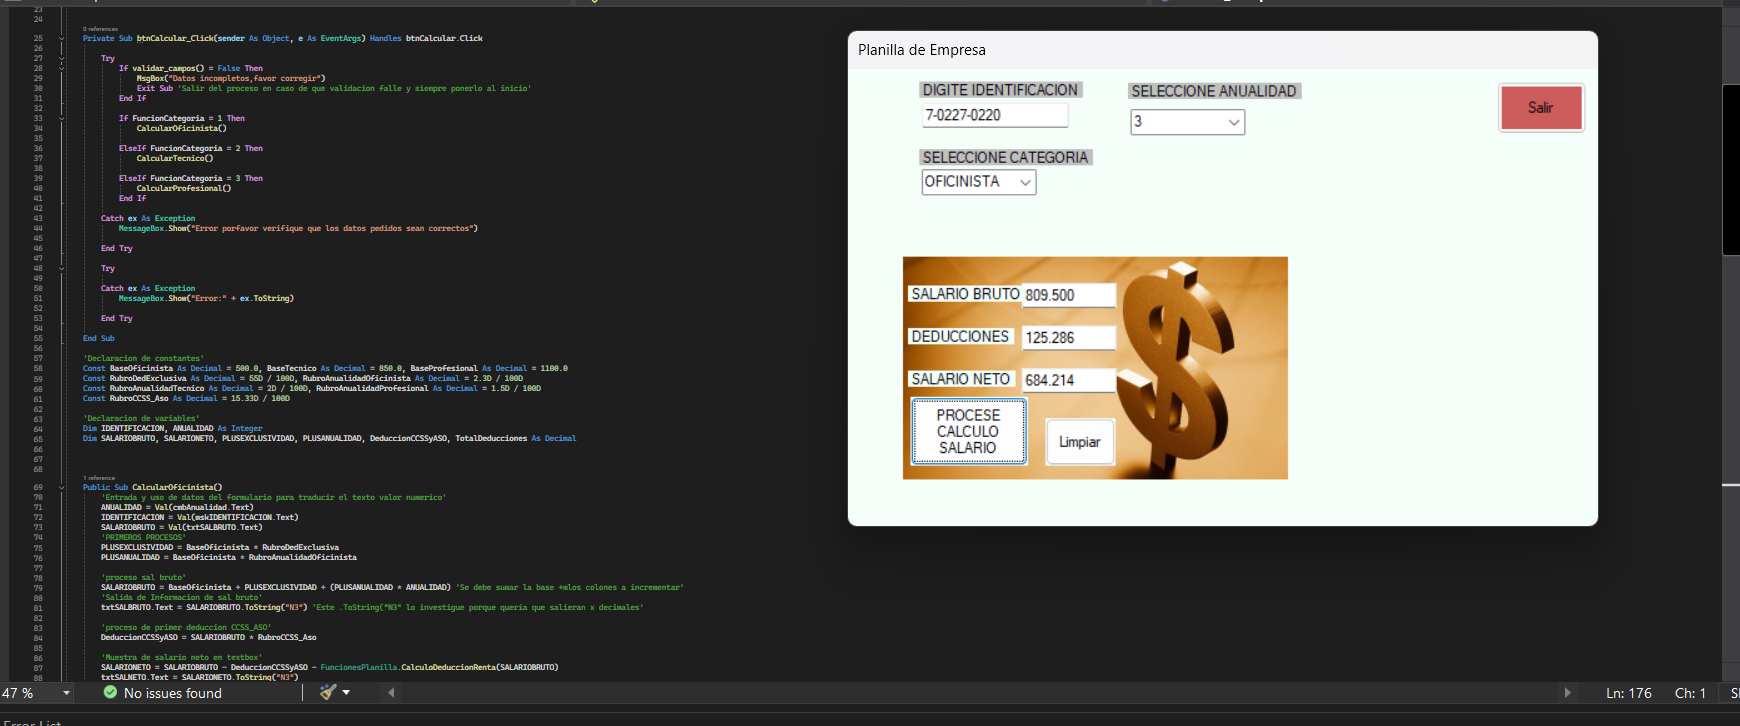 23
24
0 references
25 Private Sub btnCalcular_Click(sender As Object, e As EventArgs) Handles btnCalcular.Click
26
27 Try
28 If validar_campos() = False Then
29 MsgBox("Datos incompletos,favor corregir")
30 Exit Sub 'Salir del proceso en caso de que validacion falle y siempre ponerlo al inicio'
31 End If
32
33 If FuncionCategoria = 1 Then
34 CalcularOficinista()
35
36 ElseIf FuncionCategoria = 2 Then
37 CalcularTecnico()
38
39 ElseIf FuncionCategoria = 3 Then
40 CalcularProfesional()
41 End If
42
43 Catch ex As Exception
44 MessageBox.Show("Error porfavor verifique que los datos pedidos sean correctos")
45
46 End Try
47
48 Try
49
50 Catch ex As Exception
51 MessageBox.Show("Error:" + ex.ToString)
52
53 End Try
54
55 End Sub
56
57 'Declaracion de constantes'
58 Const BaseOficinista As Decimal = 500.0, BaseTecnico As Decimal = 850.0, BaseProfesional As Decimal = 1100.0
59 Const RubroDedExclusiva As Decimal = 55D / 100D, RubroAnualidadOficinista As Decimal = 2.3D / 100D
60 Const RubroAnualidadTecnico As Decimal = 2D / 100D, RubroAnualidadProfesional As Decimal = 1.5D / 100D
61 Const RubroCCSS_Aso As Decimal = 15.33D / 100D
62
63 'Declaracion de variables'
64 Dim IDENTIFICACION, ANUALIDAD As Integer
65 Dim SALARIOBRUTO, SALARIONETO, PLUSEXCLUSIVIDAD, PLUSANUALIDAD, DeduccionCCSSyASO, TotalDeducciones As Decimal
66
67
68
1 reference
69 Public Sub CalcularOficinista()
70 'Entrada y uso de datos del formulario para traducir el texto valor numerico'
71 ANUALIDAD = Val(cmbAnualidad.Text)
72 IDENTIFICACION = Val(mskIDENTIFICACION.Text)
73 SALARIOBRUTO = Val(txtSALBRUTO.Text)
74 'PRIMEROS PROCESOS'
75 PLUSEXCLUSIVIDAD = BaseOficinista * RubroDedExclusiva
76 PLUSANUALIDAD = BaseOficinista * RubroAnualidadOficinista
77
78 'proceso sal bruto'
79 SALARIOBRUTO = BaseOficinista + PLUSEXCLUSIVIDAD + (PLUSANUALIDAD * ANUALIDAD) 'Se debe sumar la base +mlos colones a incrementar'
80 'Salida de Informacion de sal bruto'
81 txtSALBRUTO.Text = SALARIOBRUTO.ToString("N3") 'Este .ToString("N3" lo investigue porque queria que salieran x decimales'
82
83 'proceso de primer deduccion CCSS_ASO'
84 DeduccionCCSSyASO = SALARIOBRUTO * RubroCCSS_Aso
85
86 'Muestra de salario neto en textbox'
87 SALARIONETO = SALARIOBRUTO - DeduccionCCSSyASO - FuncionesPlanilla.CalculoDeduccionRenta(SALARIOBRUTO)
88 txtSALNETO.Text = SALARIONETO.ToString("N3")
47 %
No issues found
Ln: 176
Ch: 1
Error List
Planilla de Empresa
DIGITE IDENTIFICACION
7-0227-0220
SELECCIONE ANUALIDAD
3
Salir
SELECCIONE CATEGORIA
OFICINISTA
SALARIO BRUTO 809.500
DEDUCCIONES 125.286
SALARIO NETO 684.214
PROCESE
CALCULO
SALARIO
Limpiar